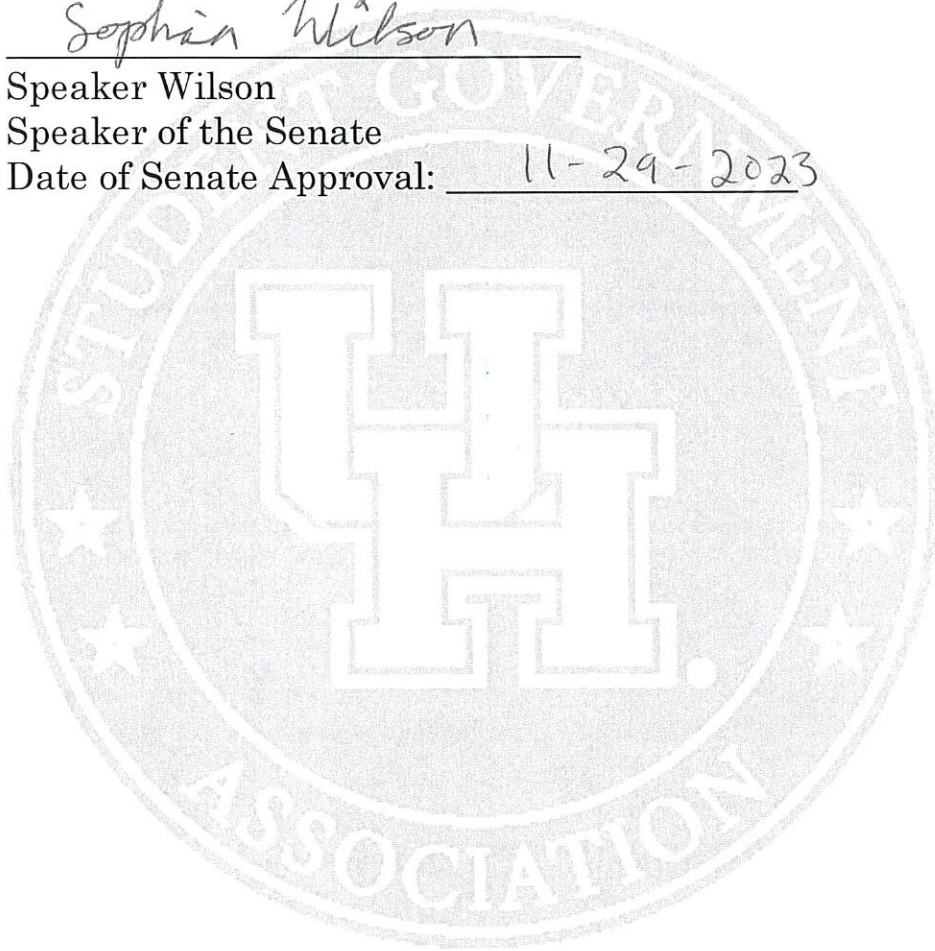 Sophia Wilson
Speaker Wilson
Speaker of the Senate
Date of Senate Approval: 11-29-2023
STUDENT GOVERNMENT
UH
ASSOCIATION